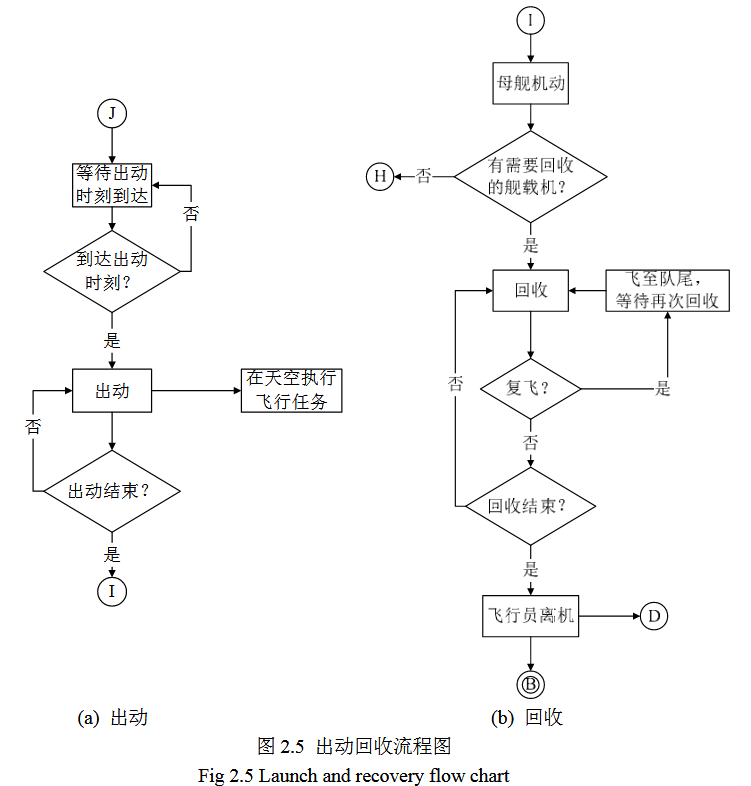 J
等待出动
时刻到达
否
到达出动
时刻?
是
出动
在天空执行
飞行任务
否
出动结束?
是
I
(a) 出动
I
母舰机动
有需要回收
的舰载机?
否
H
是
回收
飞至队尾,
等待再次回收
否
复飞?
是
否
回收结束?
是
飞行员离机
D
B
(b) 回收
图 2.5 出动回收流程图
Fig 2.5 Launch and recovery flow chart